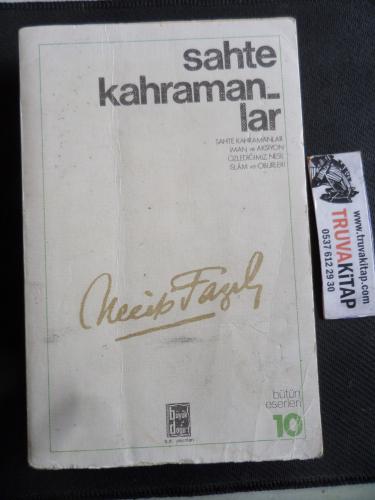 sahte
kahraman_
lar
SAHTE KAHRAMANLAR
İMAN ve AKSİYON
ÖZLEDİĞİMİZ NESİL
İSLÂM ve ÖBÜRLERİ
Necip Fazıl
bütün
eserleri
10
büyük
doğu
b.d. yayınları
www.truvakitap.com
TRUVA
KİTAP
0537 612 29 30